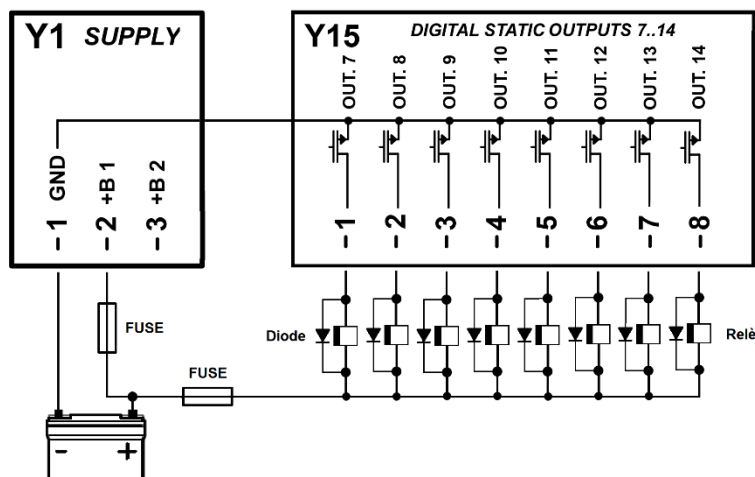 Y1 SUPPLY
GND
+B 1
+B 2
- 1
- 2
- 3
Y15 DIGITAL STATIC OUTPUTS 7..14
OUT. 7
OUT. 8
OUT. 9
OUT. 10
OUT. 11
OUT. 12
OUT. 13
OUT. 14
- 1
- 2
- 3
- 4
- 5
- 6
- 7
- 8
FUSE
Diode
Relè
FUSE
- +